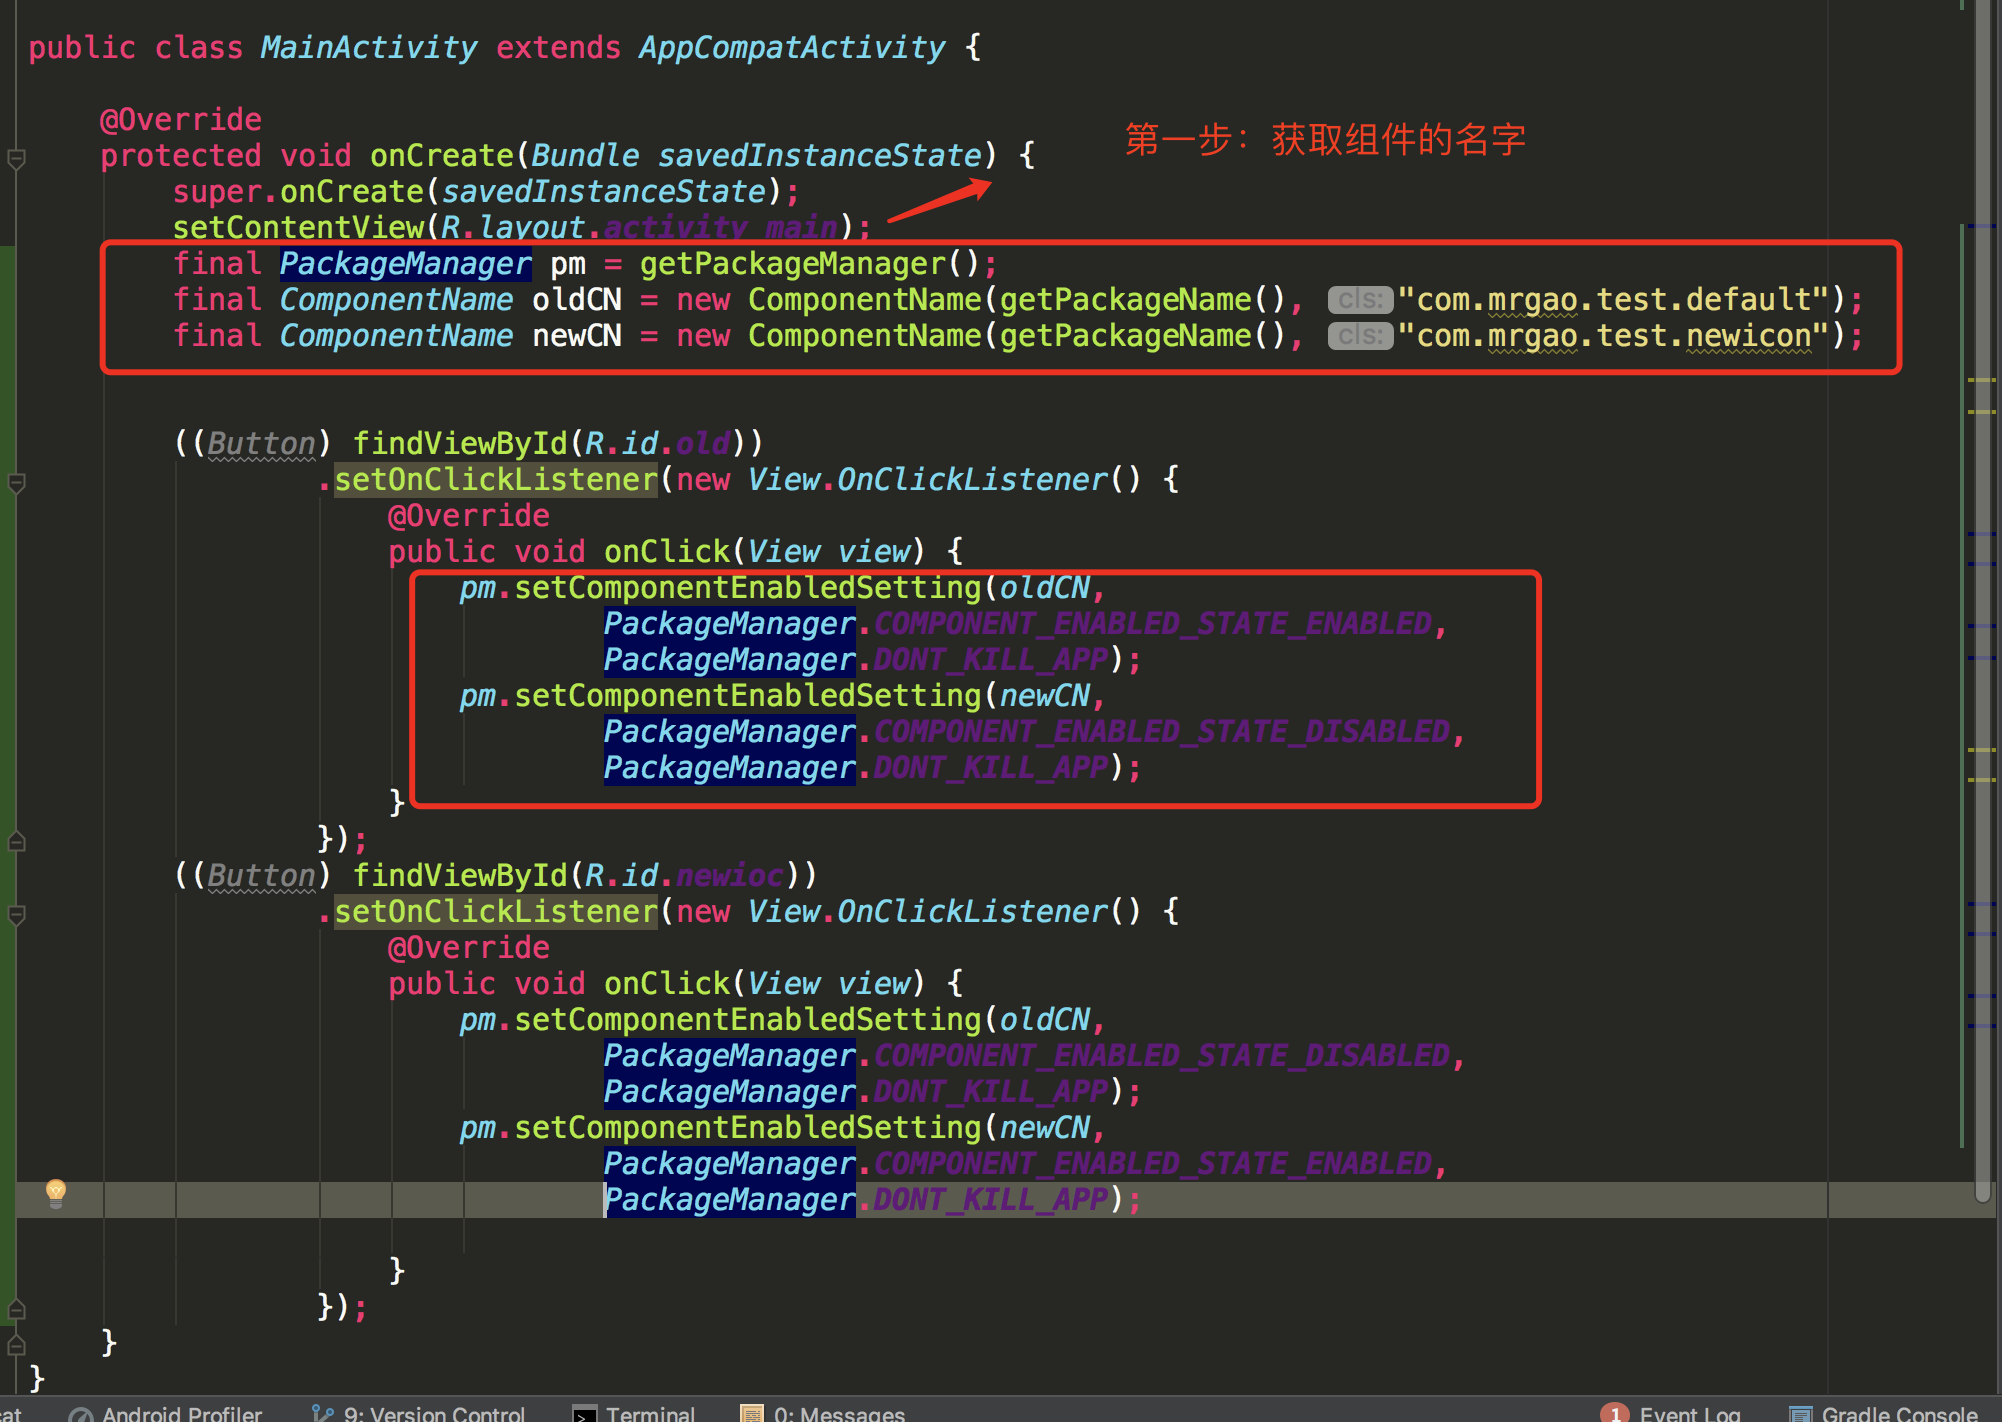 public class MainActivity extends AppCompatActivity {
@Override
第一步：获取组件的名字
protected void onCreate(Bundle savedInstanceState) {
super.onCreate(savedInstanceState);
setContentView(R.layout.activity_main);
final PackageManager pm = getPackageManager();
final ComponentName oldCN = new ComponentName(getPackageName(), cls: "com.mrgao.test.default");
final ComponentName newCN = new ComponentName(getPackageName(), cls: "com.mrgao.test.newicon");
((Button) findViewById(R.id.old))
.setOnClickListener(new View.OnClickListener() {
@Override
public void onClick(View view) {
pm.setComponentEnabledSetting(oldCN,
PackageManager.COMPONENT_ENABLED_STATE_ENABLED,
PackageManager.DONT_KILL_APP);
pm.setComponentEnabledSetting(newCN,
PackageManager.COMPONENT_ENABLED_STATE_DISABLED,
PackageManager.DONT_KILL_APP);
}
});
((Button) findViewById(R.id.newioc))
.setOnClickListener(new View.OnClickListener() {
@Override
public void onClick(View view) {
pm.setComponentEnabledSetting(oldCN,
PackageManager.COMPONENT_ENABLED_STATE_DISABLED,
PackageManager.DONT_KILL_APP);
pm.setComponentEnabledSetting(newCN,
PackageManager.COMPONENT_ENABLED_STATE_ENABLED,
PackageManager.DONT_KILL_APP);
}
});
}
}
Android Profiler 9: Version Control Terminal 0: Messages 1 Event Log Gradle Console